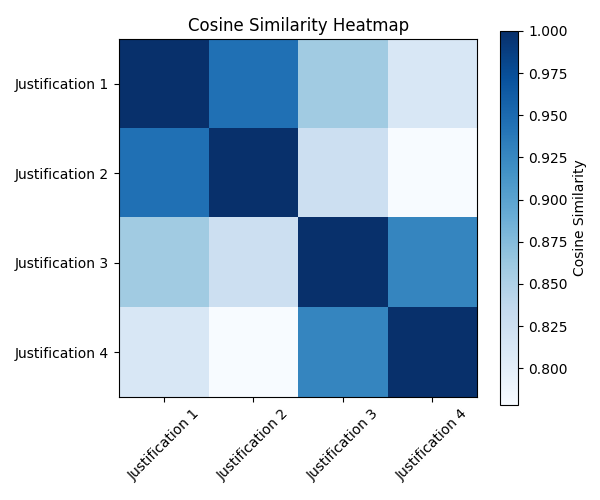 Cosine Similarity Heatmap
Justification 1
Justification 2
Justification 3
Justification 4
Justification 1
Justification 2
Justification 3
Justification 4
1.000
0.975
0.950
0.925
0.900
0.875
0.850
0.825
0.800
Cosine Similarity